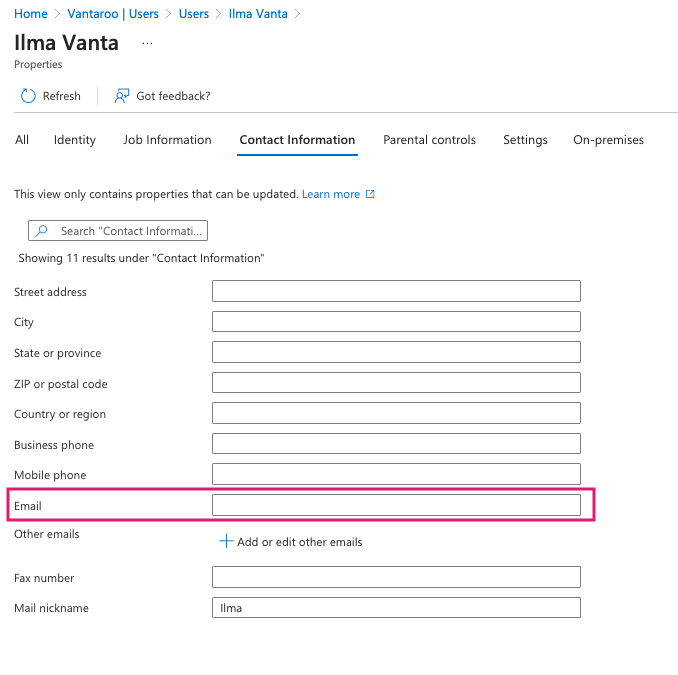 Home > Vantaroo | Users > Users > Ilma Vanta >
Ilma Vanta ...
Properties
Refresh Got feedback?
All Identity Job Information Contact Information Parental controls Settings On-premises
This view only contains properties that can be updated. Learn more
Search "Contact Informati...
Showing 11 results under "Contact Information"
Street address
City
State or province
ZIP or postal code
Country or region
Business phone
Mobile phone
Email
Other emails
+ Add or edit other emails
Fax number
Mail nickname Ilma